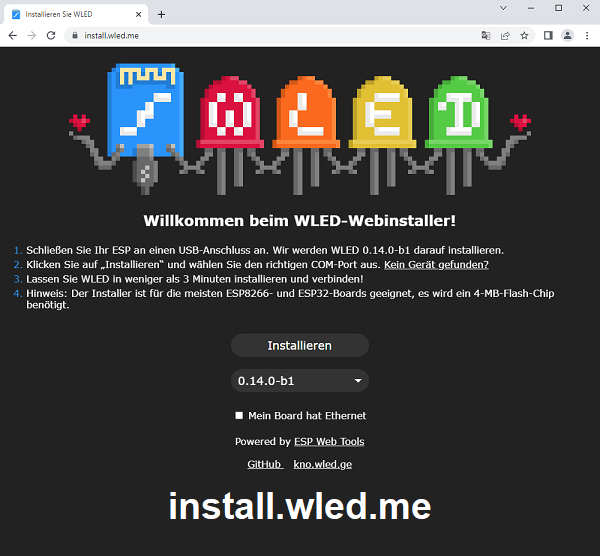 Installieren Sie WLED
install.wled.me
WLED
Willkommen beim WLED-Webinstaller!
1. Schließen Sie Ihr ESP an einen USB-Anschluss an. Wir werden WLED 0.14.0-b1 darauf installieren.
2. Klicken Sie auf „Installieren“ und wählen Sie den richtigen COM-Port aus. Kein Gerät gefunden?
3. Lassen Sie WLED in weniger als 3 Minuten installieren und verbinden!
4. Hinweis: Der Installer ist für die meisten ESP8266- und ESP32-Boards geeignet, es wird ein 4-MB-Flash-Chip
benötigt.
Installieren
0.14.0-b1
Mein Board hat Ethernet
Powered by ESP Web Tools
GitHub kno.wled.ge
install.wled.me